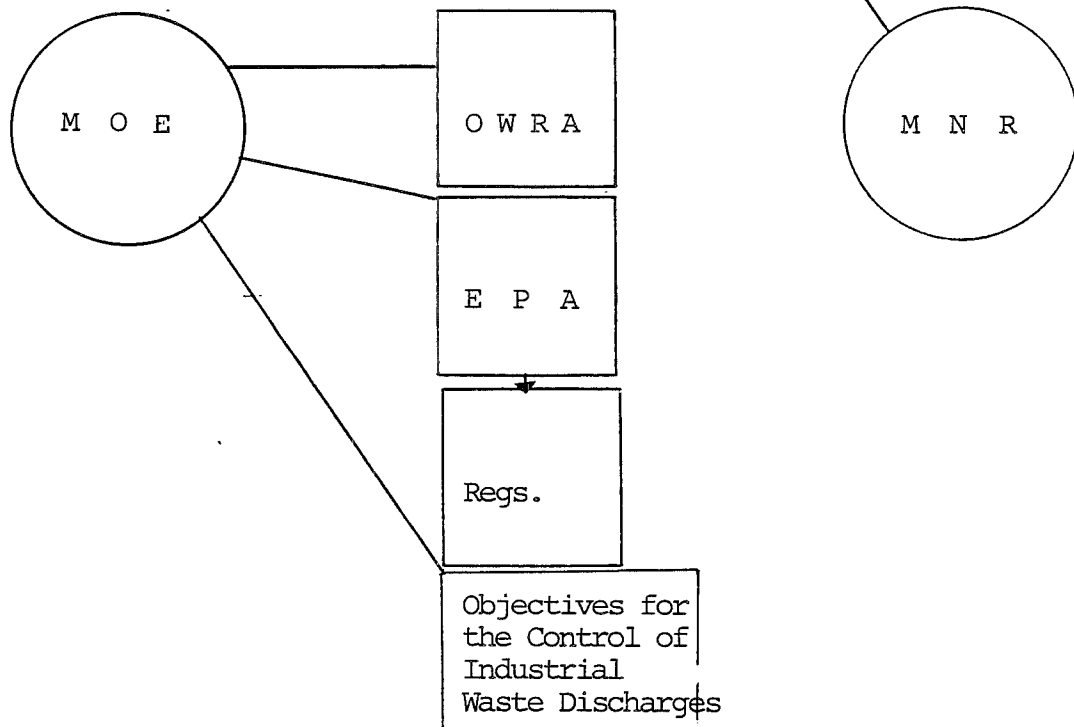 M O E
O W R A
M N R
E P A
Regs.
Objectives for
the Control of
Industrial
Waste Discharges